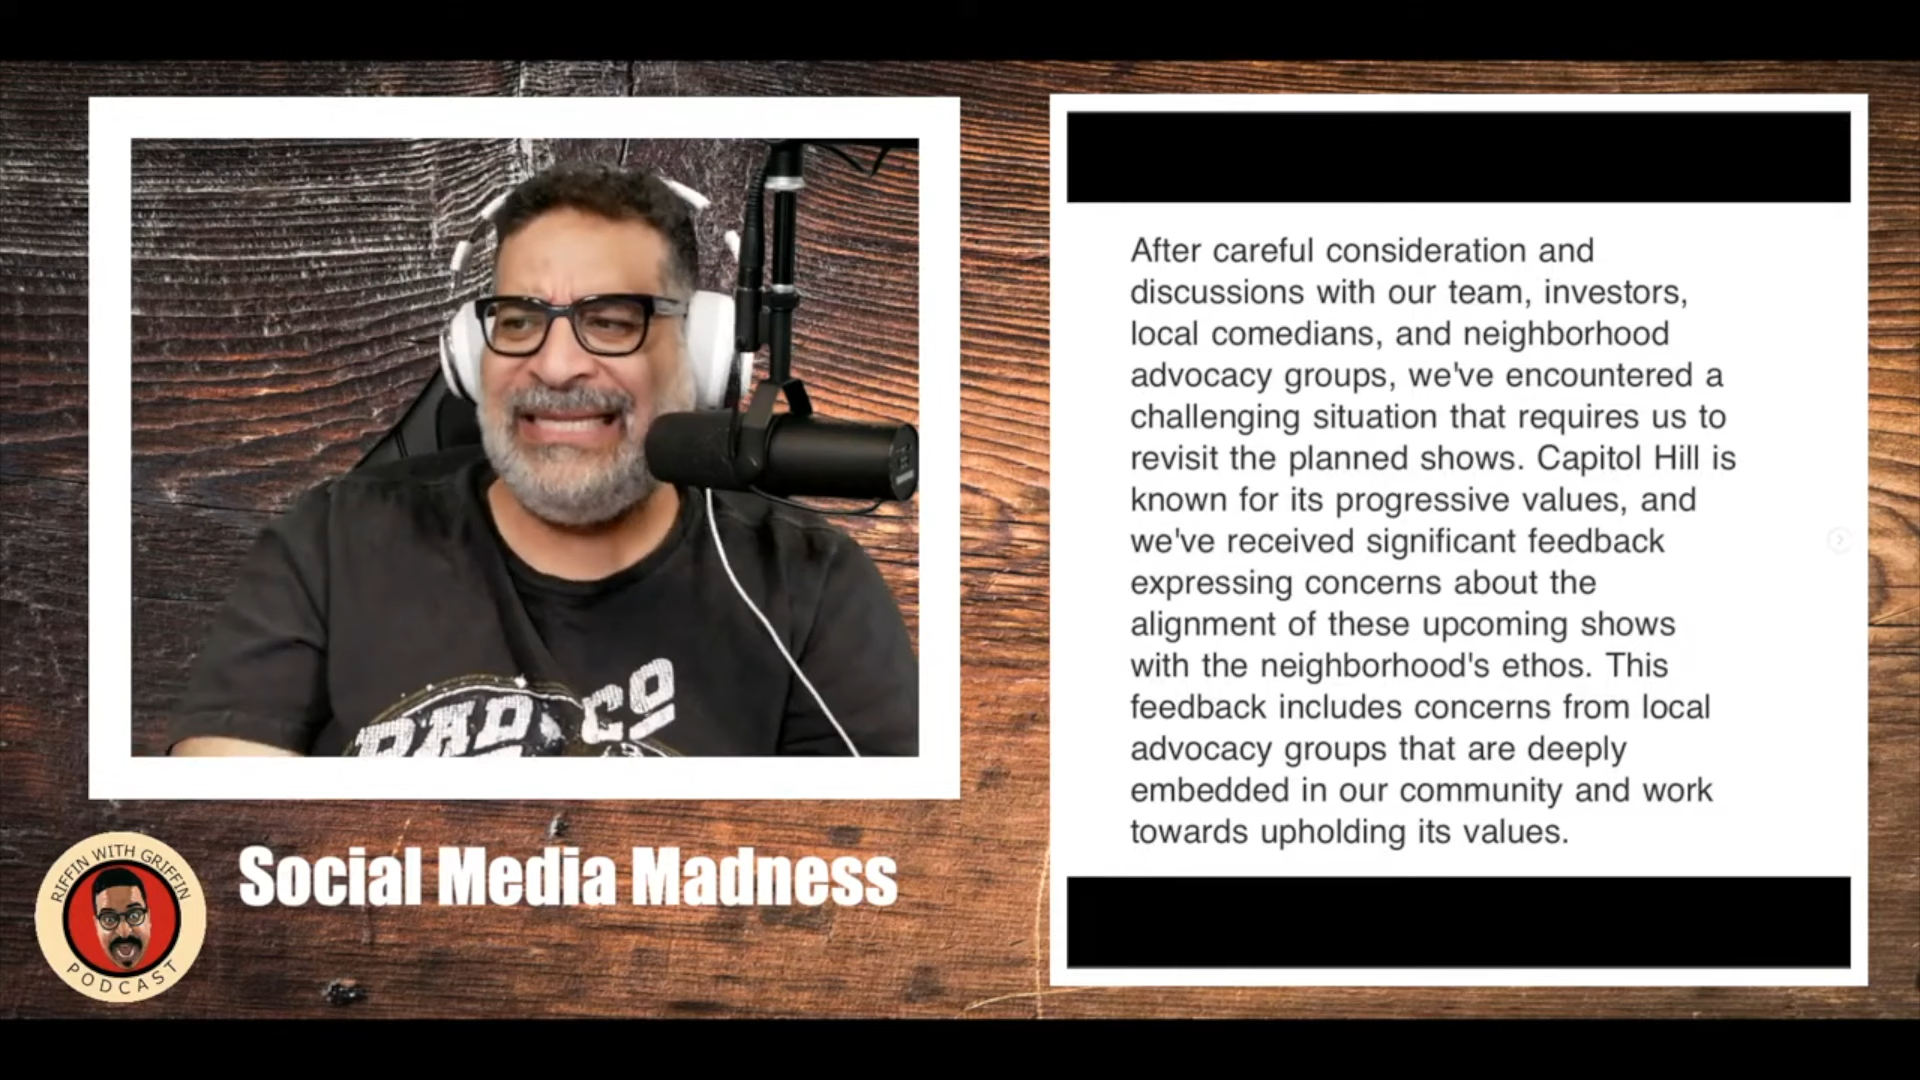 After careful consideration and
discussions with our team, investors,
local comedians, and neighborhood
advocacy groups, we've encountered a
challenging situation that requires us to
revisit the planned shows. Capitol Hill is
known for its progressive values, and
we've received significant feedback
expressing concerns about the
alignment of these upcoming shows
with the neighborhood's ethos. This
feedback includes concerns from local
advocacy groups that are deeply
embedded in our community and work
towards upholding its values.
Social Media Madness
RIFFIN WITH GRIFFIN
PODCAST